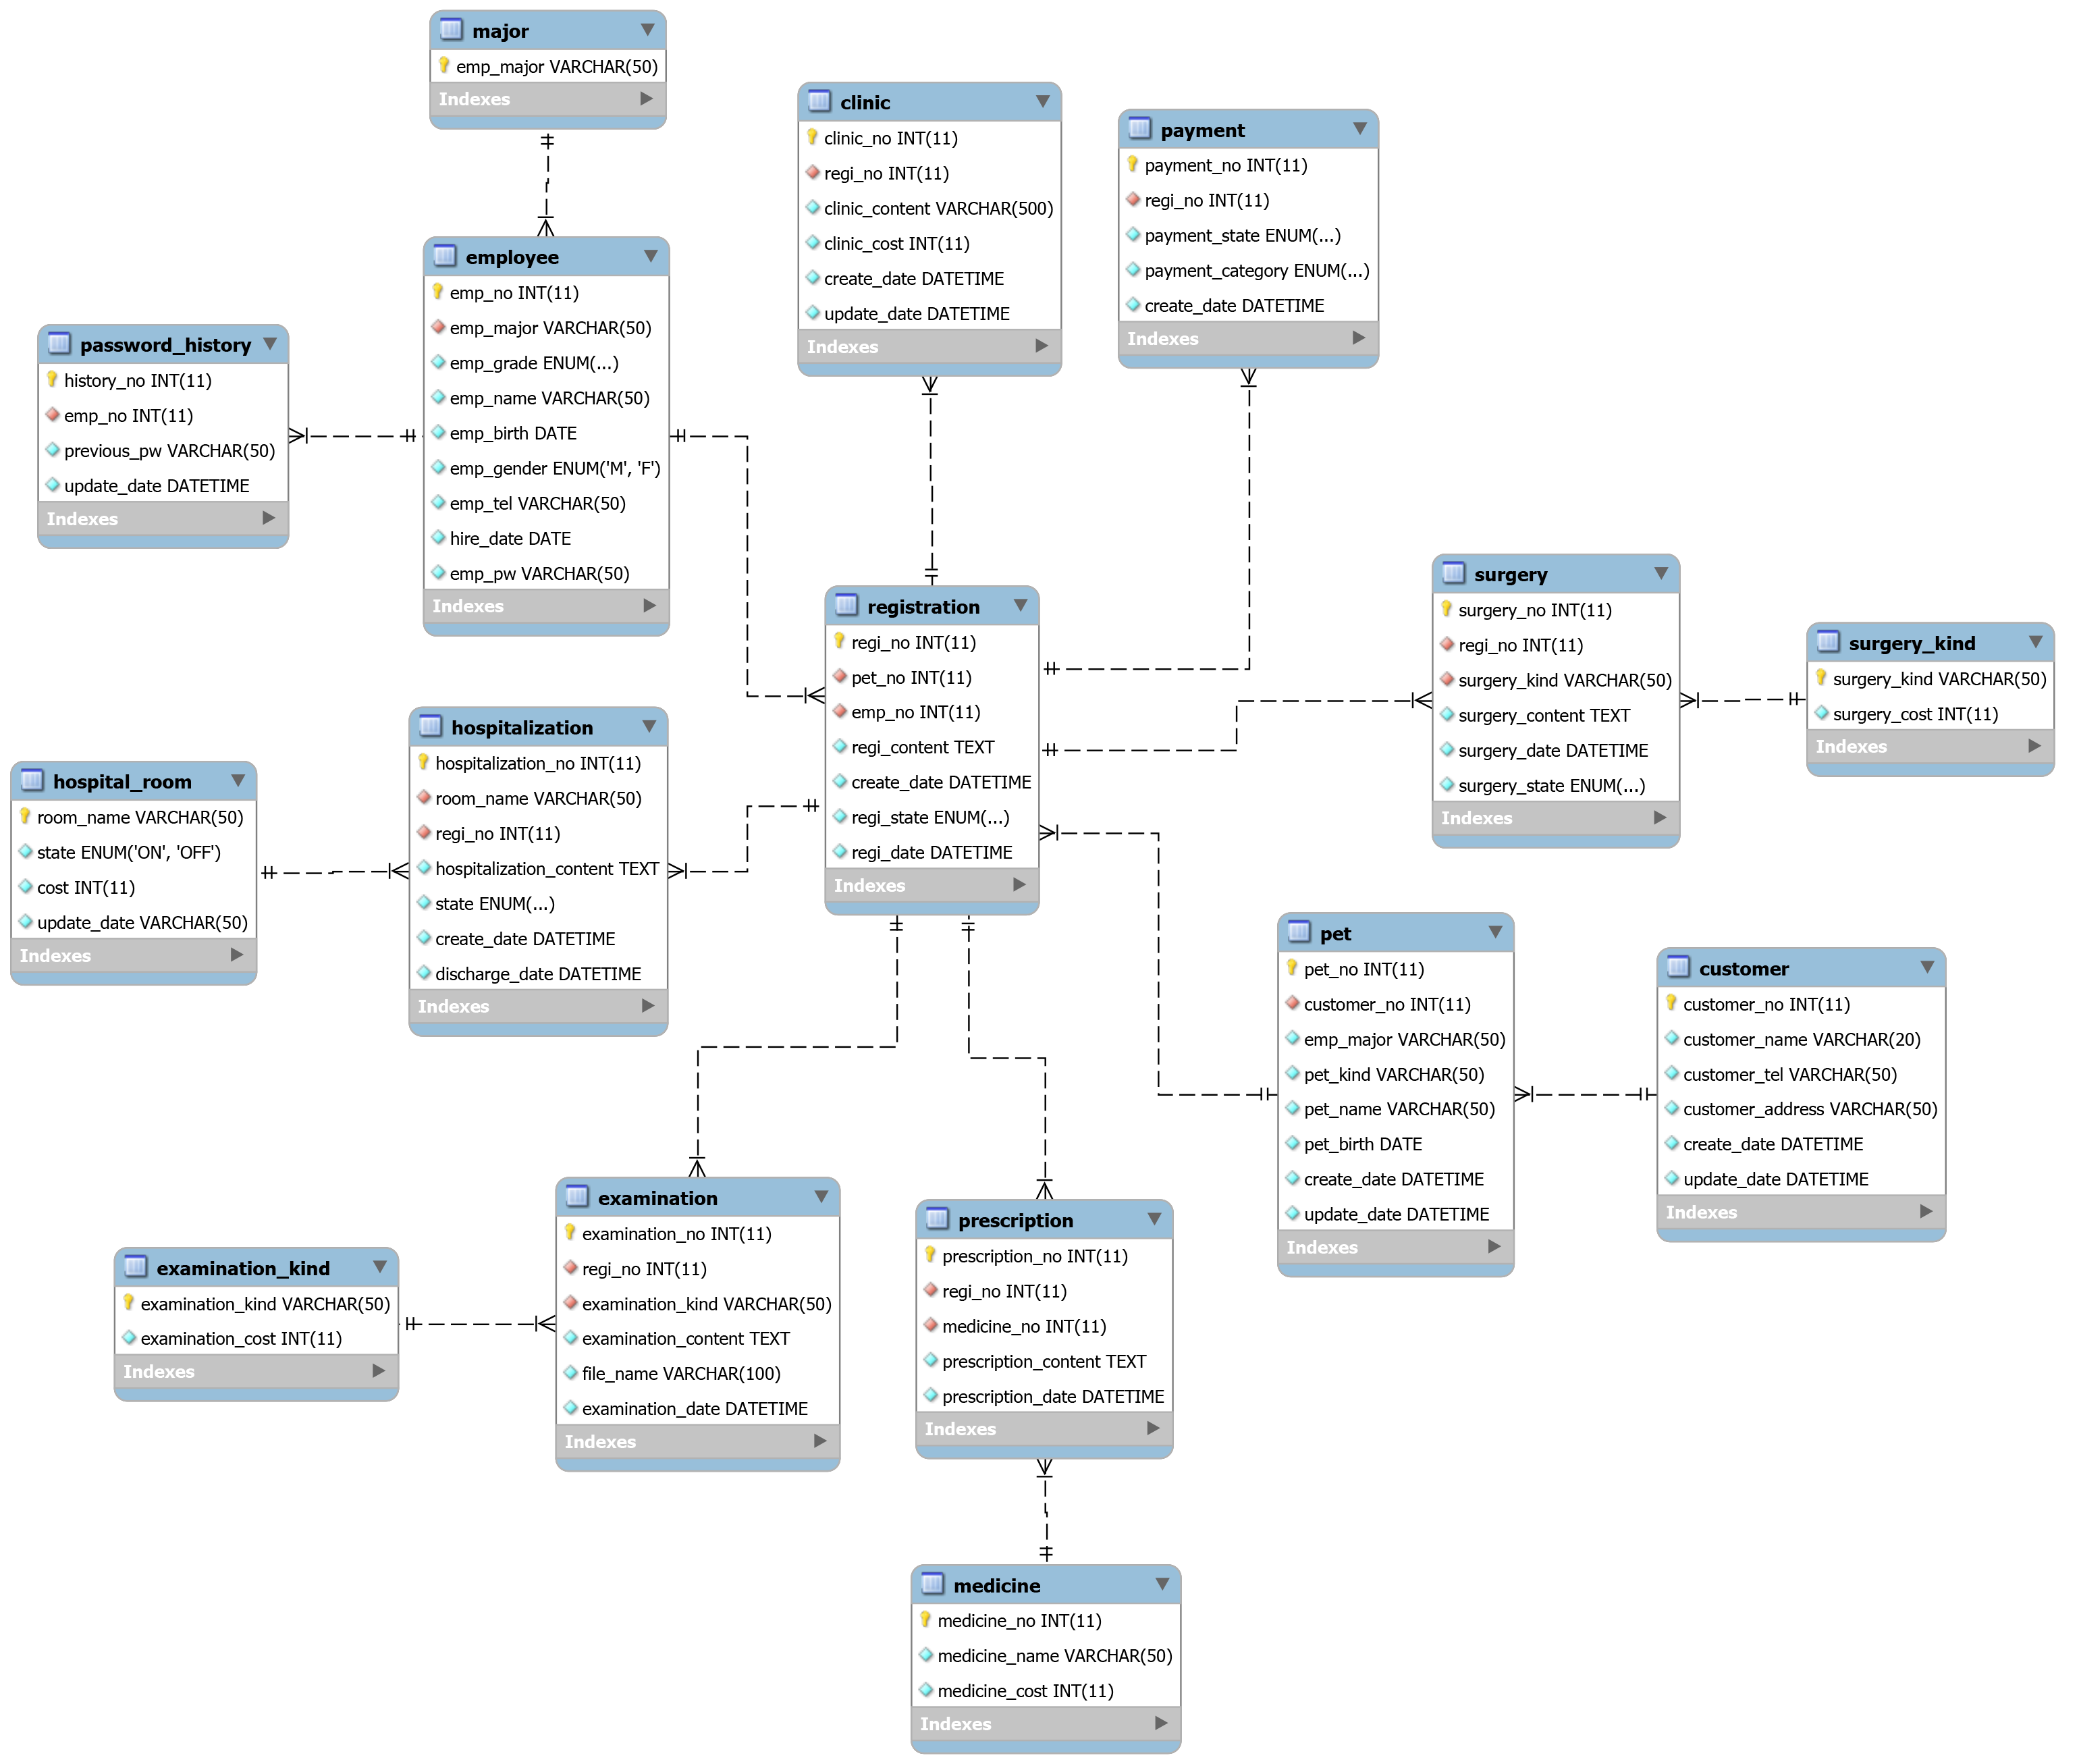 major
emp_major VARCHAR(50)
Indexes
clinic
clinic_no INT(11)
regi_no INT(11)
clinic_content VARCHAR(500)
clinic_cost INT(11)
create_date DATETIME
update_date DATETIME
Indexes
payment
payment_no INT(11)
regi_no INT(11)
payment_state ENUM(...)
payment_category ENUM(...)
create_date DATETIME
Indexes
employee
emp_no INT(11)
emp_major VARCHAR(50)
emp_grade ENUM(...)
emp_name VARCHAR(50)
emp_birth DATE
emp_gender ENUM('M', 'F')
emp_tel VARCHAR(50)
hire_date DATE
emp_pw VARCHAR(50)
Indexes
password_history
history_no INT(11)
emp_no INT(11)
previous_pw VARCHAR(50)
update_date DATETIME
Indexes
registration
regi_no INT(11)
pet_no INT(11)
emp_no INT(11)
regi_content TEXT
create_date DATETIME
regi_state ENUM(...)
regi_date DATETIME
Indexes
surgery
surgery_no INT(11)
regi_no INT(11)
surgery_kind VARCHAR(50)
surgery_content TEXT
surgery_date DATETIME
surgery_state ENUM(...)
Indexes
surgery_kind
surgery_kind VARCHAR(50)
surgery_cost INT(11)
Indexes
hospitalization
hospitalization_no INT(11)
room_name VARCHAR(50)
regi_no INT(11)
hospitalization_content TEXT
state ENUM(...)
create_date DATETIME
discharge_date DATETIME
Indexes
hospital_room
room_name VARCHAR(50)
state ENUM('ON', 'OFF')
cost INT(11)
update_date VARCHAR(50)
Indexes
pet
pet_no INT(11)
customer_no INT(11)
emp_major VARCHAR(50)
pet_kind VARCHAR(50)
pet_name VARCHAR(50)
pet_birth DATE
create_date DATETIME
update_date DATETIME
Indexes
customer
customer_no INT(11)
customer_name VARCHAR(20)
customer_tel VARCHAR(50)
customer_address VARCHAR(50)
create_date DATETIME
update_date DATETIME
Indexes
examination
examination_no INT(11)
regi_no INT(11)
examination_kind VARCHAR(50)
examination_content TEXT
file_name VARCHAR(100)
examination_date DATETIME
Indexes
examination_kind
examination_kind VARCHAR(50)
examination_cost INT(11)
Indexes
prescription
prescription_no INT(11)
regi_no INT(11)
medicine_no INT(11)
prescription_content TEXT
prescription_date DATETIME
Indexes
medicine
medicine_no INT(11)
medicine_name VARCHAR(50)
medicine_cost INT(11)
Indexes